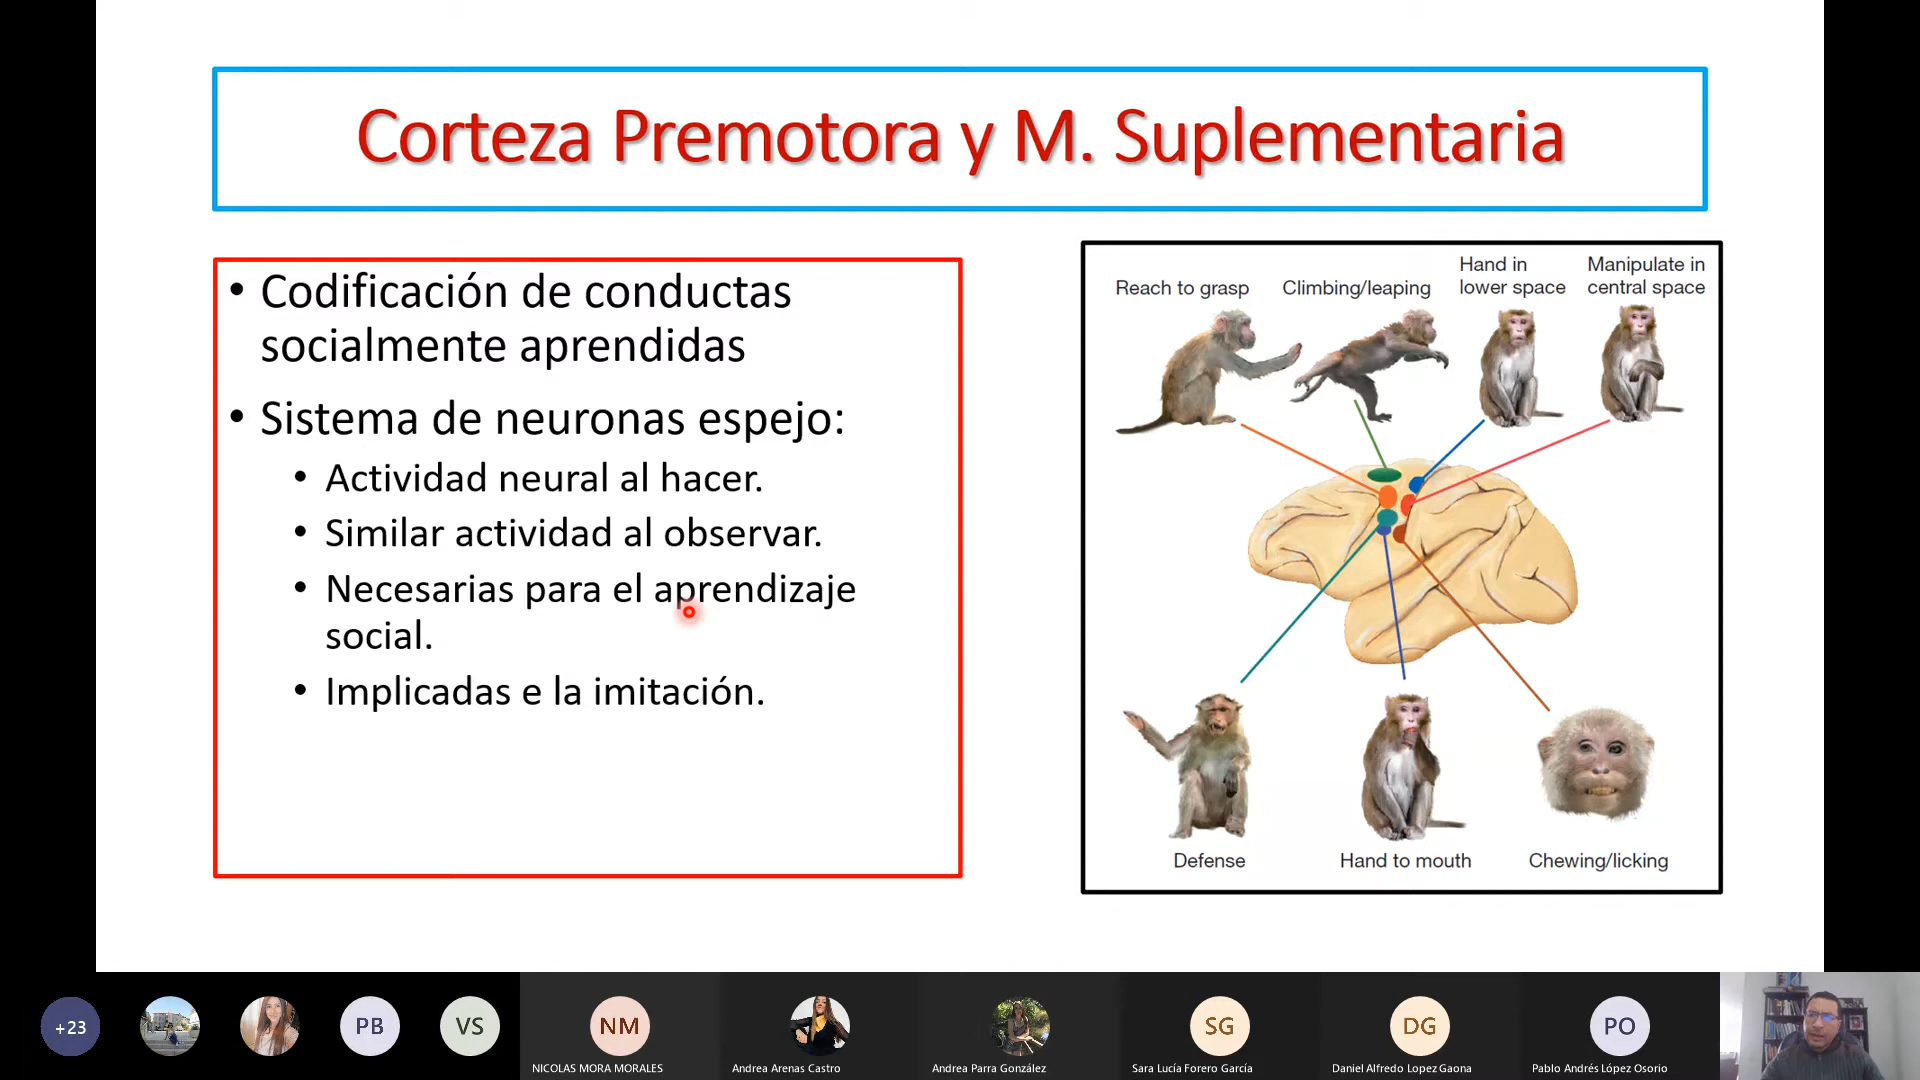 Corteza Premotora y M. Suplementaria
• Codificación de conductas
socialmente aprendidas
• Sistema de neuronas espejo:
• Actividad neural al hacer.
• Similar actividad al observar.
• Necesarias para el aprendizaje
social.
• Implicadas e la imitación.
Reach to grasp
Climbing/leaping
Hand in
lower space
Manipulate in
central space
Defense
Hand to mouth
Chewing/licking
+23
PB
VS
NM
NICOLAS MORA MORALES
Andrea Arenas Castro
Andrea Parra González
SG
Sara Lucía Forero García
DG
Daniel Alfredo Lopez Gaona
PO
Pablo Andrés López Osorio